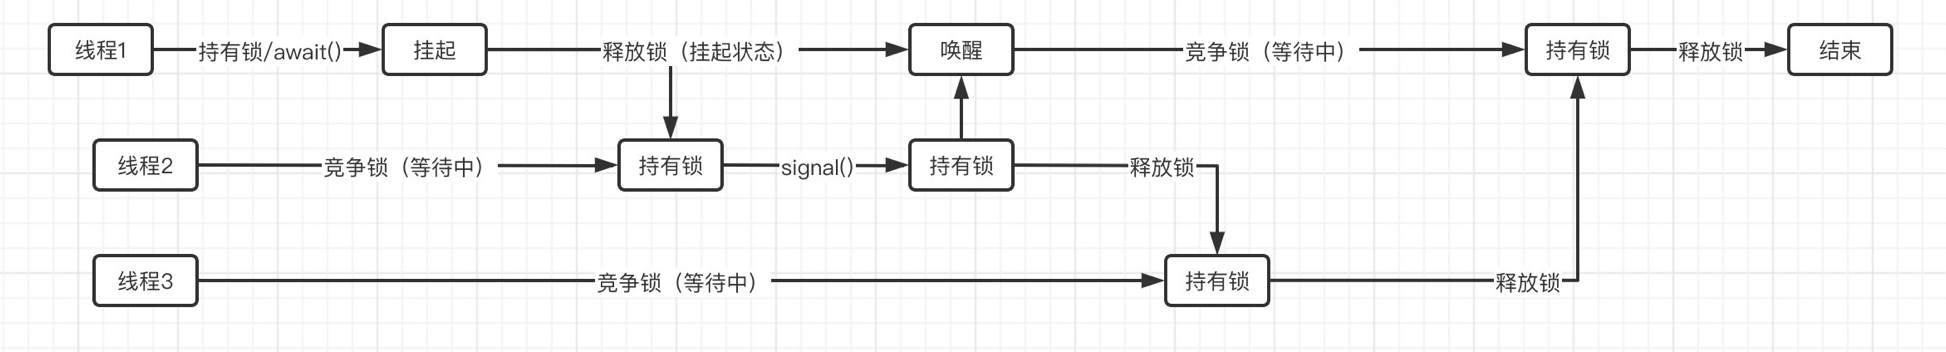 线程1
持有锁/await()
挂起
释放锁（挂起状态）
唤醒
竞争锁（等待中）
持有锁
释放锁
结束
线程2
竞争锁（等待中）
持有锁
signal()
持有锁
释放锁
线程3
竞争锁（等待中）
持有锁
释放锁